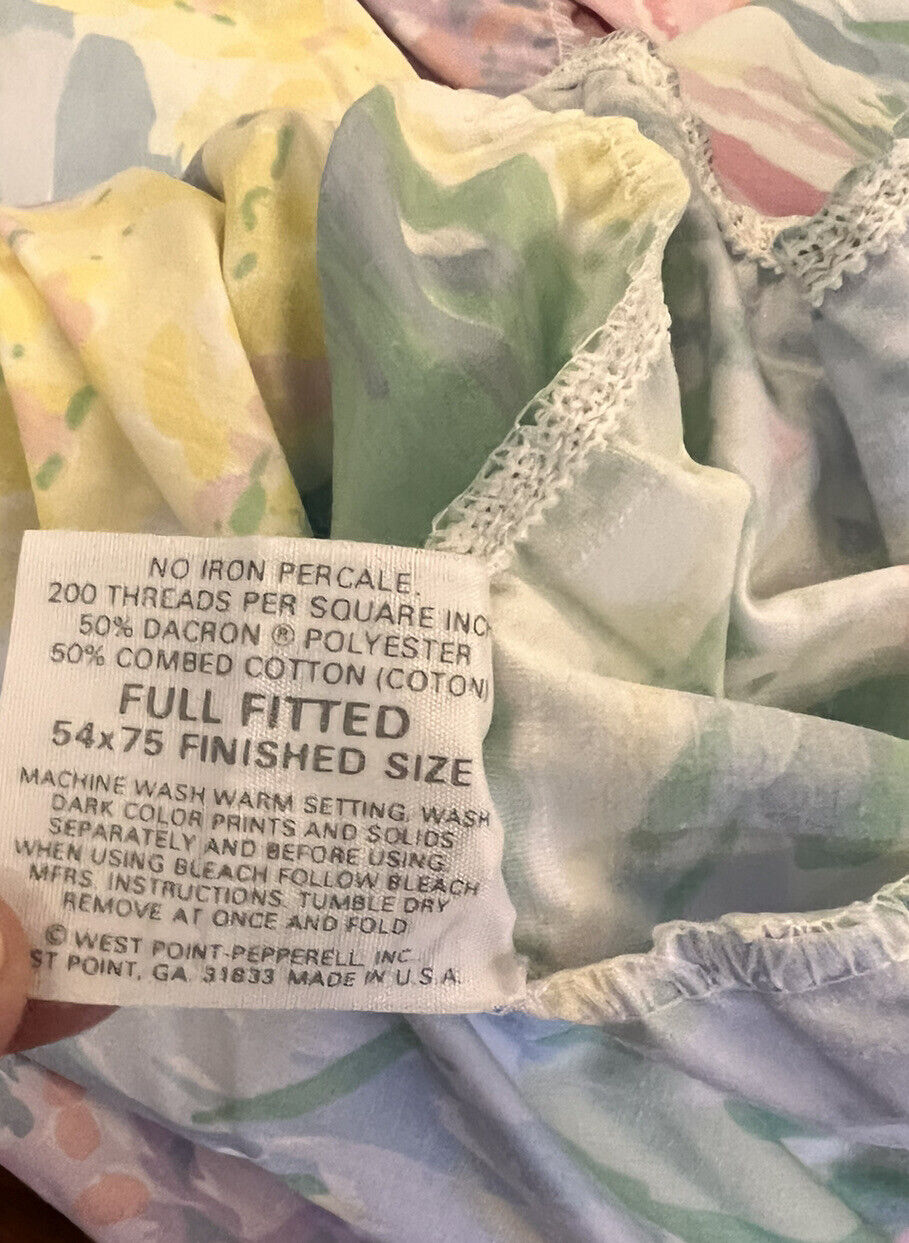 NO IRON PERCALE.
200 THREADS PER SQUARE INC
50% DACRON ® POLYESTER
50% COMBED COTTON (COTON)
FULL FITTED
54x75 FINISHED SIZE
MACHINE WASH WARM SETTING, WASH
DARK COLOR PRINTS AND SOLIDS
SEPARATELY AND BEFORE USING.
WHEN USING BLEACH FOLLOW BLEACH
MFRS. INSTRUCTIONS. TUMBLE DRY
REMOVE AT ONCE AND FOLD
© WEST POINT-PEPPERELL INC.
ST POINT, GA. 31833 MADE IN U.S.A.